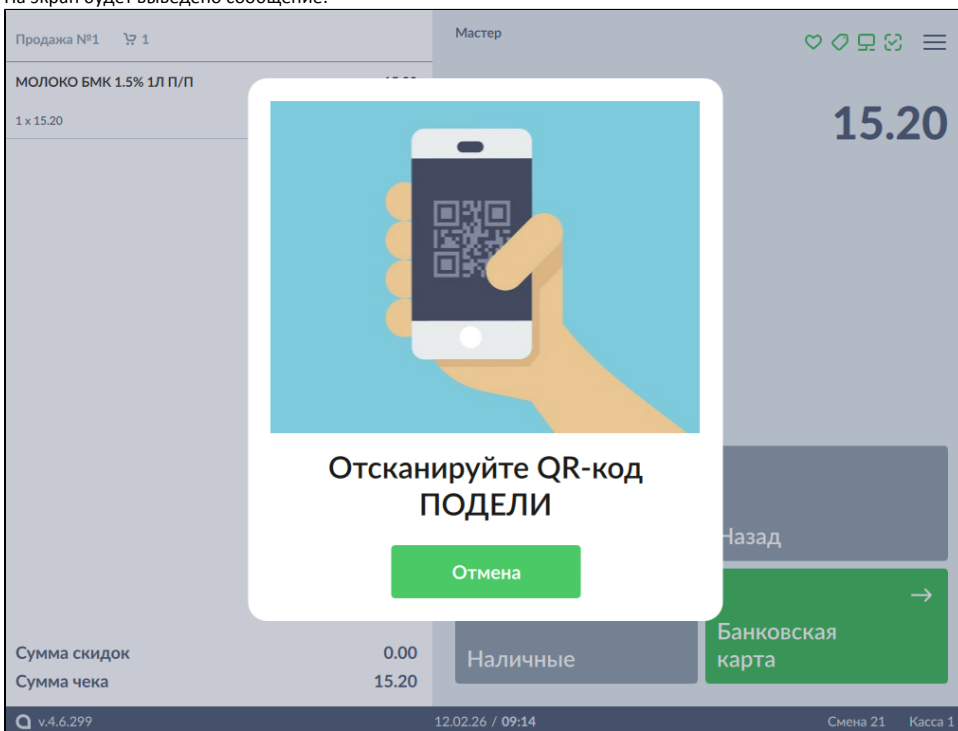 На экран будет выведено сообщение:
Продажа №1 1
Мастер
МОЛОКО БМК 1.5% 1Л П/П
1 x 15.20
15.20
Отсканируйте QR-код
ПОДЕЛИ
Отмена
Назад
Наличные
Банковская
карта
Сумма скидок 0.00
Сумма чека 15.20
v.4.6.299 12.02.26 / 09:14 Смена 21 Касса 1